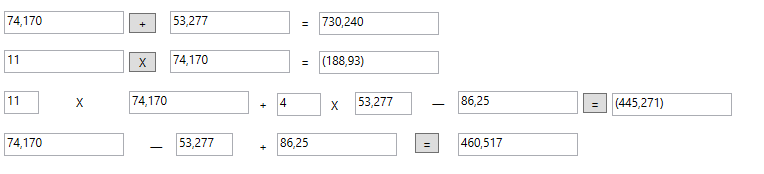 74,170 + 53,277 = 730,240
11 X 74,170 = (188,93)
11 X 74,170 + 4 X 53,277 — 86,25 = (445,271)
74,170 — 53,277 + 86,25 = 460,517